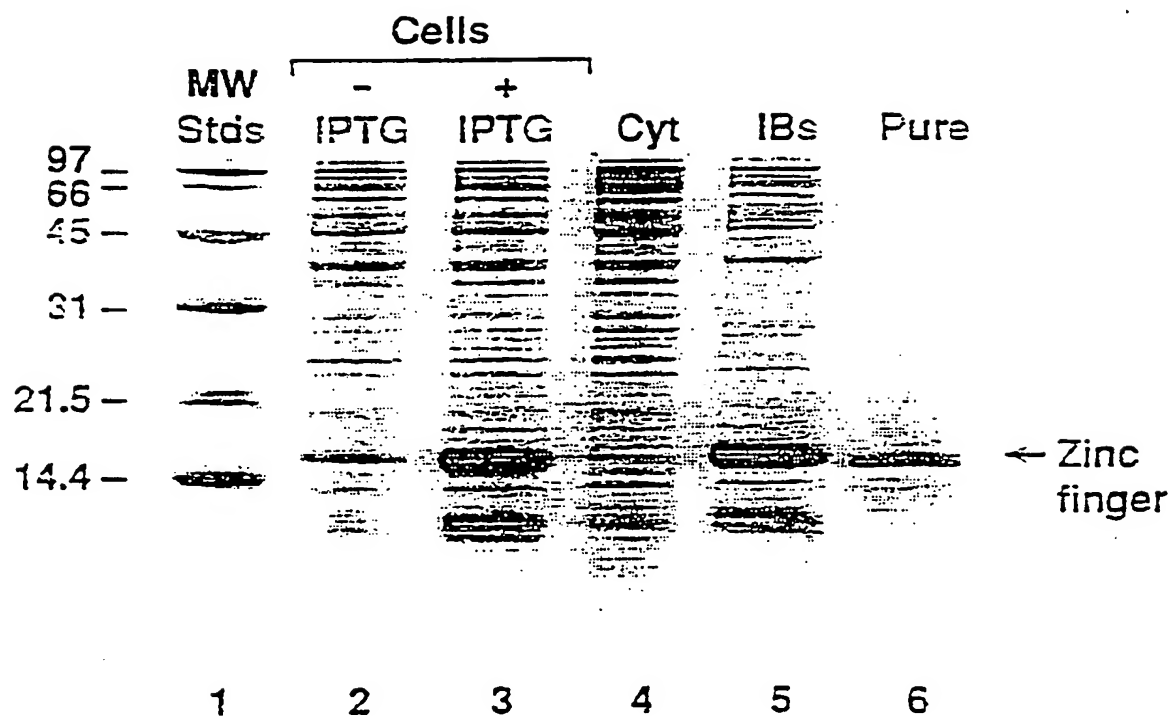 Cells
MW - +
Stds IPTG IPTG Cyt IBs Pure
97 –
66 –
45 –
31 –
21.5 –
14.4 –
← Zinc
finger
1 2 3 4 5 6